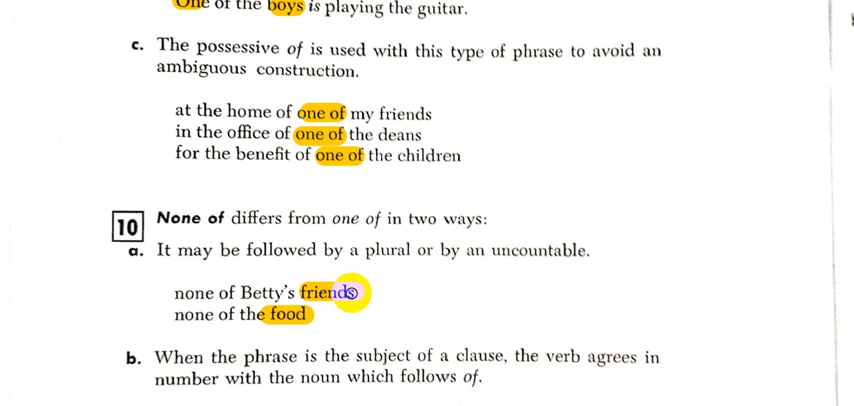 One of the boys is playing the guitar.
c. The possessive of is used with this type of phrase to avoid an
ambiguous construction.
at the home of one of my friends
in the office of one of the deans
for the benefit of one of the children
10 None of differs from one of in two ways:
a. It may be followed by a plural or by an uncountable.
none of Betty's friends
none of the food
b. When the phrase is the subject of a clause, the verb agrees in
number with the noun which follows of.